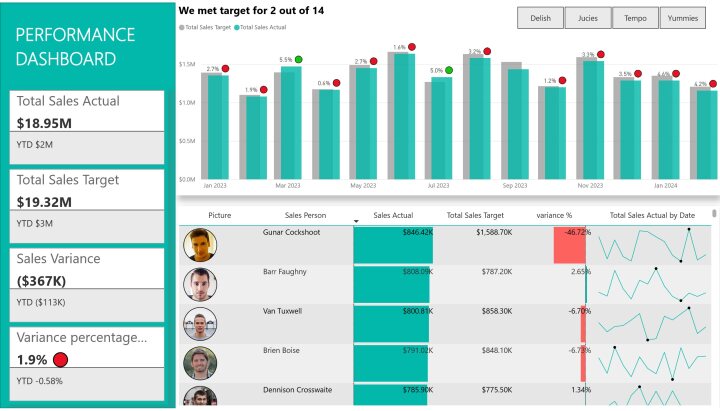 PERFORMANCE
DASHBOARD
Total Sales Actual
$18.95M
YTD $2M
Total Sales Target
$19.32M
YTD $3M
Sales Variance
($367K)
YTD ($113K)
Variance percentage...
1.9%
YTD -0.58%
We met target for 2 out of 14
Total Sales Target Total Sales Actual
Delish Jucies Tempo Yummies
$1.5M
$1.0M
$0.5M
$0.0M
2.7% 1.9% 5.5% 0.6% 2.7% 1.6% 5.0% 3.2% 1.2% 3.3% 3.5% 4.6% 4.2%
Jan 2023 Mar 2023 May 2023 Jul 2023 Sep 2023 Nov 2023 Jan 2024
Picture Sales Person Sales Actual Total Sales Target variance % Total Sales Actual by Date
Gunar Cockshoot $846.42K $1,588.70K -46.72%
Barr Faughny $808.09K $787.20K 2.65%
Van Tuxwell $800.81K $858.30K -6.70%
Brien Boise $791.02K $848.10K -6.73%
Dennison Crosswaite $785.90K $775.50K 1.34%